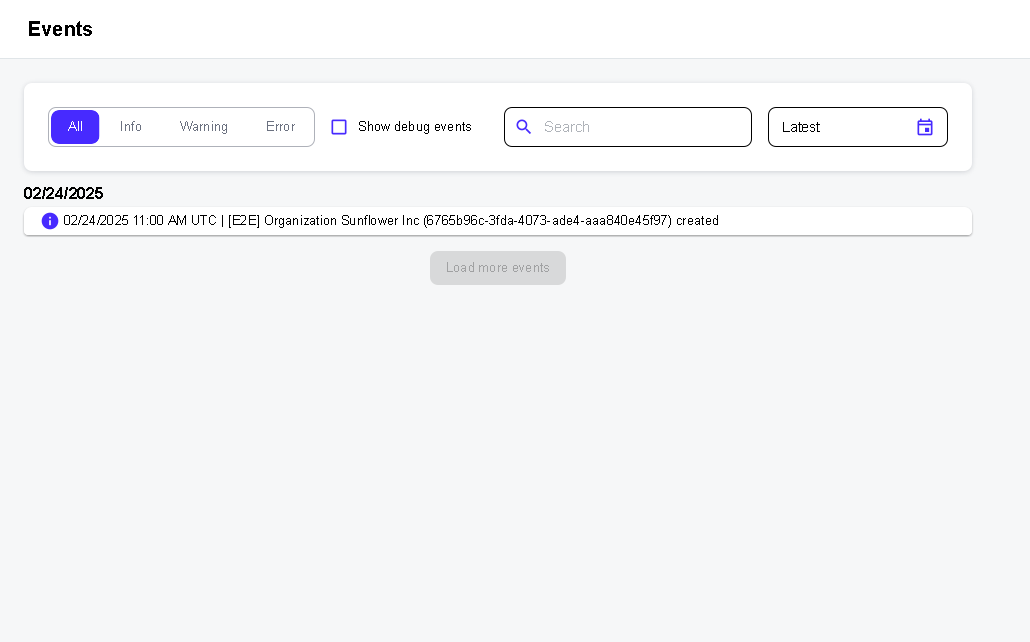 Events
All Info Warning Error Show debug events Search Latest
02/24/2025
02/24/2025 11:00 AM UTC | [E2E] Organization Sunflower Inc (6765b96c-3fda-4073-ade4-aaa840e45f97) created
Load more events